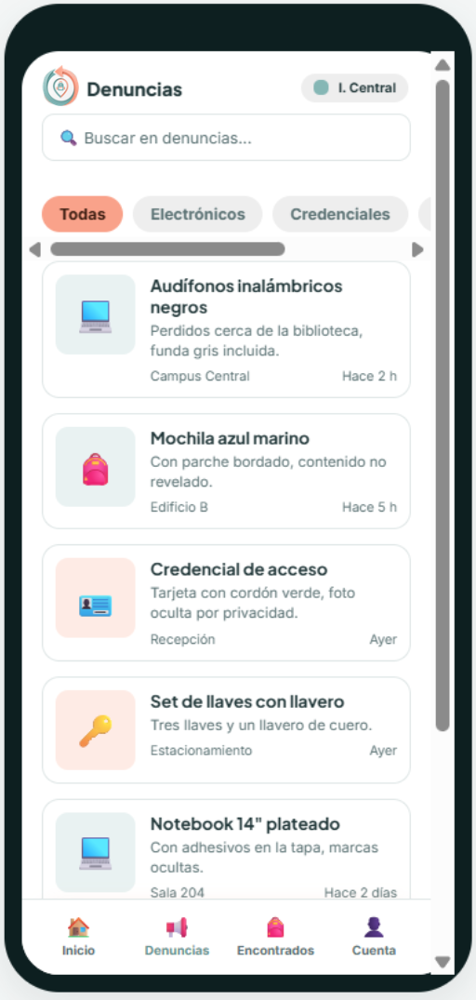 Denuncias
I. Central
Buscar en denuncias...
Todas
Electrónicos
Credenciales
Audífonos inalámbricos
negros
Perdidos cerca de la biblioteca,
funda gris incluida.
Campus Central
Hace 2 h
Mochila azul marino
Con parche bordado, contenido no
revelado.
Edificio B
Hace 5 h
Credencial de acceso
Tarjeta con cordón verde, foto
oculta por privacidad.
Recepción
Ayer
Set de llaves con llavero
Tres llaves y un llavero de cuero.
Estacionamiento
Ayer
Notebook 14" plateado
Con adhesivos en la tapa, marcas
ocultas.
Sala 204
Hace 2 días
Inicio
Denuncias
Encontrados
Cuenta